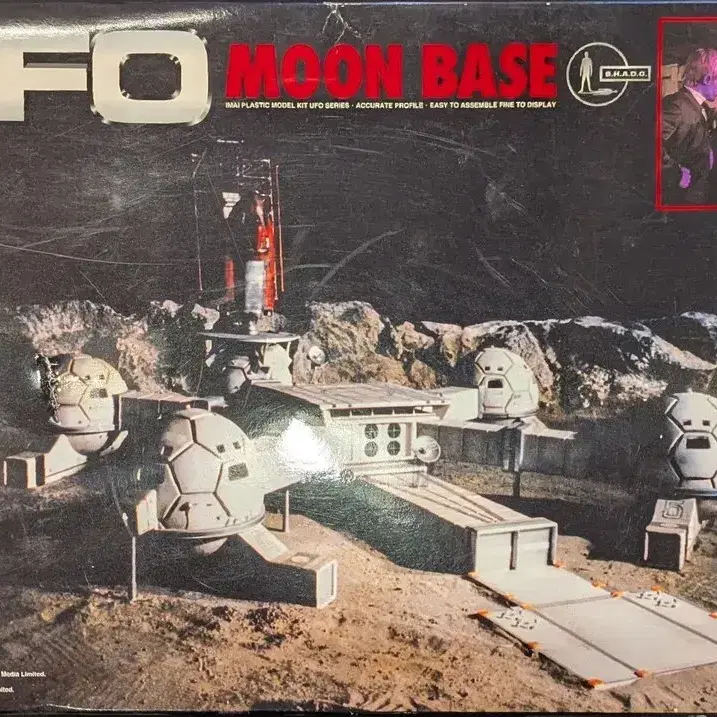 FO
MOON BASE
S.H.A.D.O.
IMAI PLASTIC MODEL KIT UFO SERIES · ACCURATE PROFILE · EASY TO ASSEMBLE FINE TO DISPLAY
Media Limited.
ited.